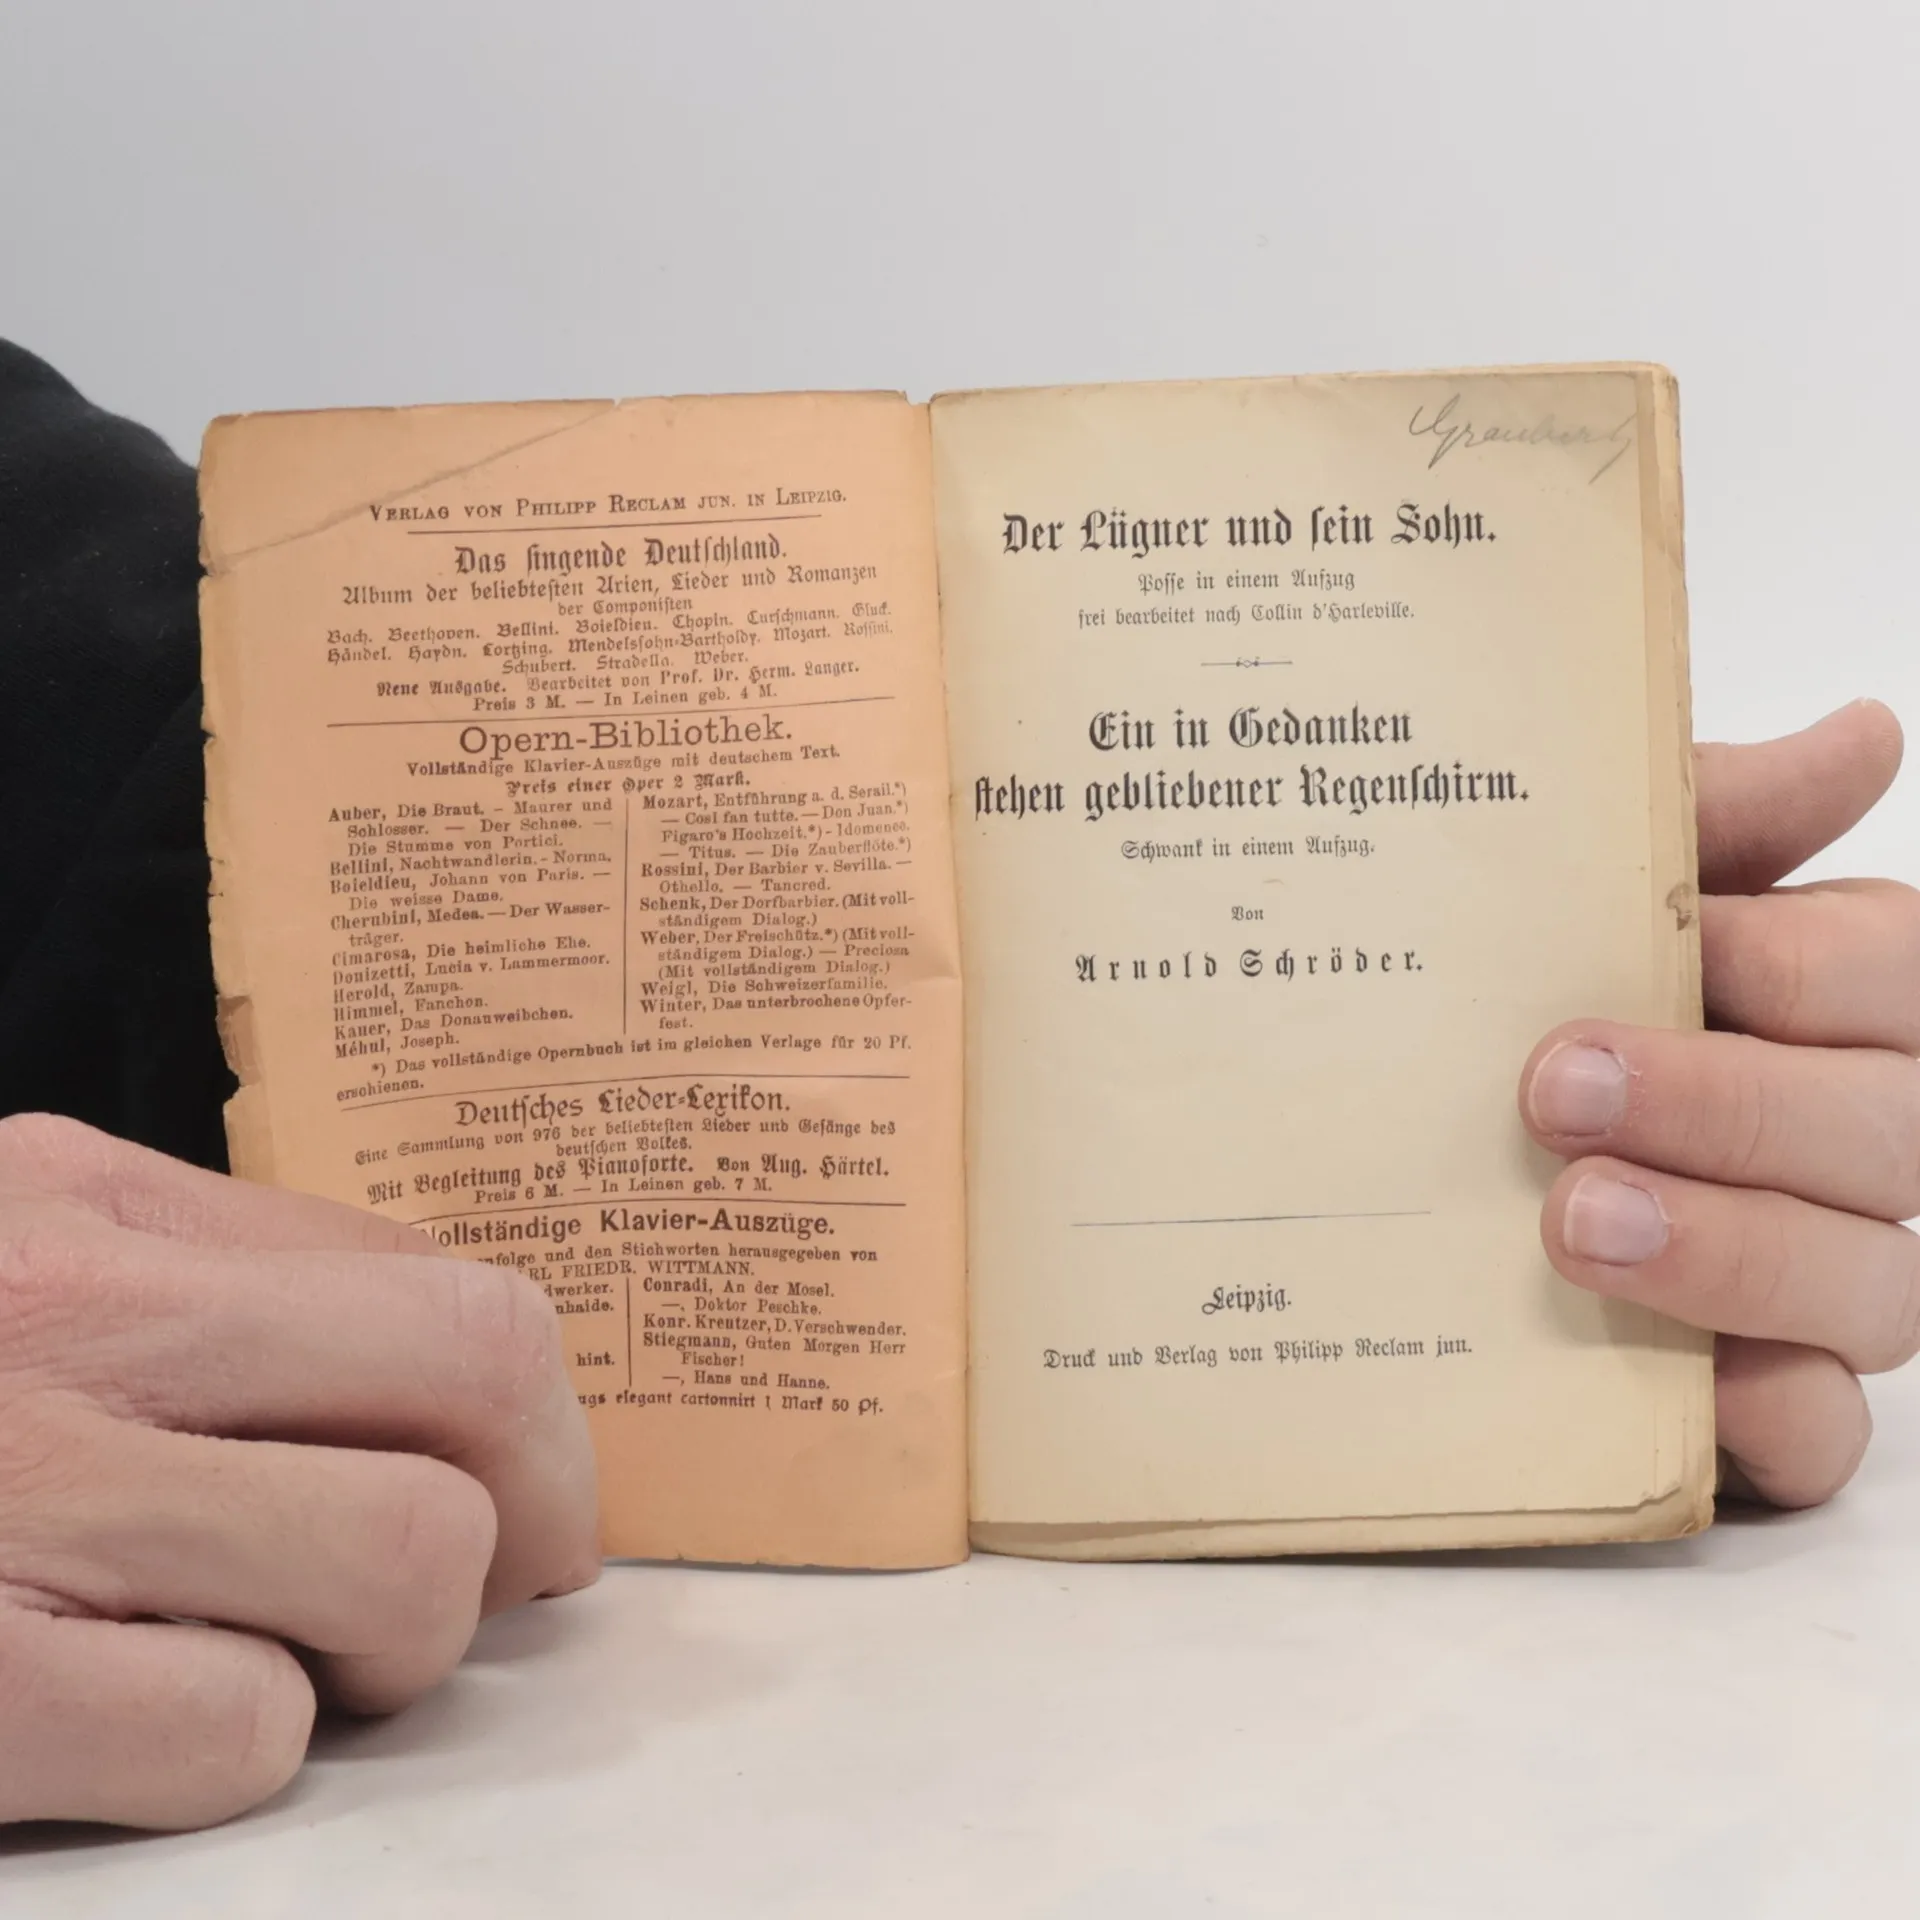 VERLAG VON PHILIPP RECLAM JUN. IN LEIPZIG.
Das singende Deutschland.
Album der beliebtesten Arien, Lieder und Romanzen
der Componisten
Bach. Beethoven. Bellini. Boieldieu. Chopin. Curschmann. Gluck.
Händel. Haydn. Lortzing. Mendelssohn-Bartholdy. Mozart. Rossini.
Schubert. Stradella. Weber.
Neue Ausgabe. Bearbeitet von Prof. Dr. Herm. Langer.
Preis 3 M. — In Leinen geb. 4 M.
Opern-Bibliothek.
Vollständige Klavier-Auszüge mit deutschem Text.
Preis einer Oper 2 Mark.
Auber, Die Braut. – Maurer und
Schlosser. — Der Schnee. —
Die Stumme von Portici.
Bellini, Nachtwandlerin. - Norma.
Boieldieu, Johann von Paris. —
Die weisse Dame.
Cherubini, Medea. — Der Wasser-
träger.
Cimarosa, Die heimliche Ehe.
Donizetti, Lucia v. Lammermoor.
Herold, Zampa.
Himmel, Fanchon.
Kauer, Das Donauweibchen.
Méhul, Joseph.
Mozart, Entführung a. d. Serail.*)
— Cosi fan tutte. — Don Juan.*)
Figaro's Hochzeit.*) - Idomeneo.
— Titus. — Die Zauberflöte.*)
Rossini, Der Barbier v. Sevilla. —
Othello. — Tancred.
Schenk, Der Dorfbarbier. (Mit voll-
ständigem Dialog.)
Weber, Der Freischütz.*) (Mit voll-
ständigem Dialog.) — Preciosa
(Mit vollständigem Dialog.)
Weigl, Die Schweizerfamilie.
Winter, Das unterbrochene Opfer-
fest.
*) Das vollständige Opernbuch ist im gleichen Verlage für 20 Pf.
erschienen.
Deutsches Lieder-Lexikon.
Eine Sammlung von 976 der beliebtesten Lieder und Gesänge des
deutschen Volkes.
Mit Begleitung des Pianoforte. Von Aug. Härtel.
Preis 6 M. — In Leinen geb. 7 M.
Vollständige Klavier-Auszüge.
und den Stichworten herausgegeben von
FRIEDR. WITTMANN.
hint.
Conradi, An der Mosel.
—, Doktor Peschke.
Konr. Kreutzer, D. Verschwender.
Stiegmann, Guten Morgen Herr
Fischer!
—, Hans und Hanne.
elegant cartonnirt 1 Mark 50 Pf.
Der Lügner und sein Sohn.
Posse in einem Aufzug
frei bearbeitet nach Collin d'Harleville.
Ein in Gedanken
stehen gebliebener Regenschirm.
Schwank in einem Aufzug.
Von
Arnold Schröder.
Leipzig.
Druck und Verlag von Philipp Reclam jun.